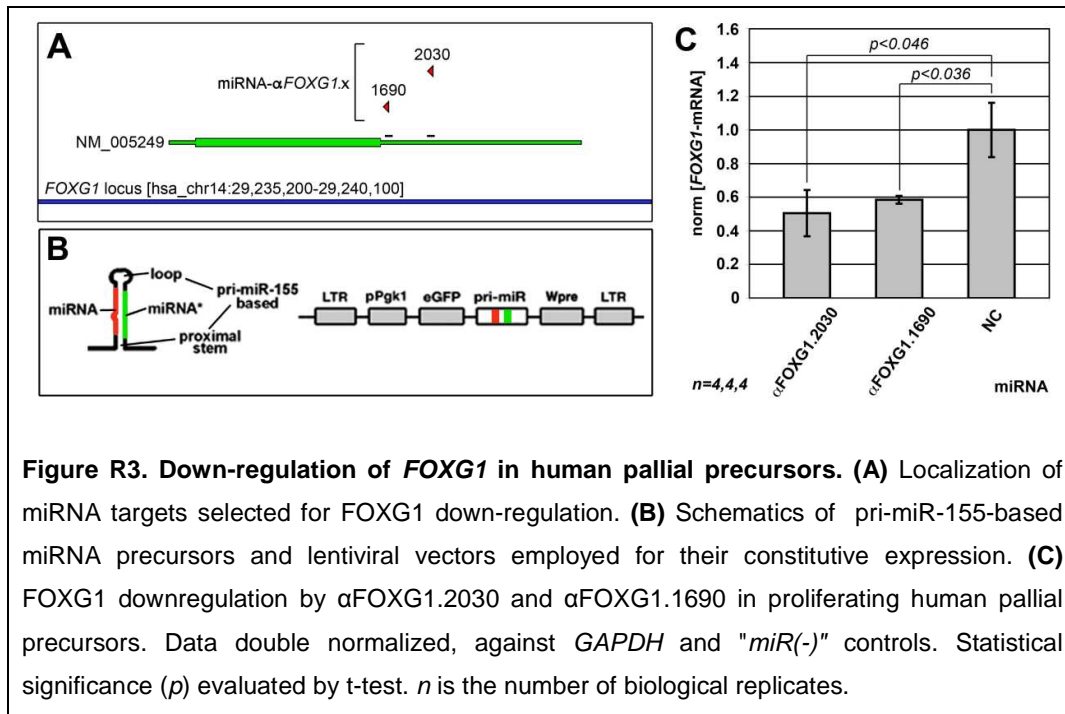 A
2030
miRNA-αFOXG1.x
1690
NM_005249
FOXG1 locus [hsa_chr14:29,235,200-29,240,100]
B
loop
pri-miR-155
based
miRNA
miRNA*
proximal
stem
LTR pPgk1 eGFP pri-miR Wpre LTR
C
norm [FOXG1-mRNA]
1.6
1.4
1.2
1.0
0.8
0.6
0.4
0.2
0
p<0.046
p<0.036
αFOXG1.2030
αFOXG1.1690
NC
n=4,4,4
miRNA
Figure R3. Down-regulation of FOXG1 in human pallial precursors. (A) Localization of
miRNA targets selected for FOXG1 down-regulation. (B) Schematics of pri-miR-155-based
miRNA precursors and lentiviral vectors employed for their constitutive expression. (C)
FOXG1 downregulation by αFOXG1.2030 and αFOXG1.1690 in proliferating human pallial
precursors. Data double normalized, against GAPDH and "miR(-)" controls. Statistical
significance (p) evaluated by t-test. n is the number of biological replicates.